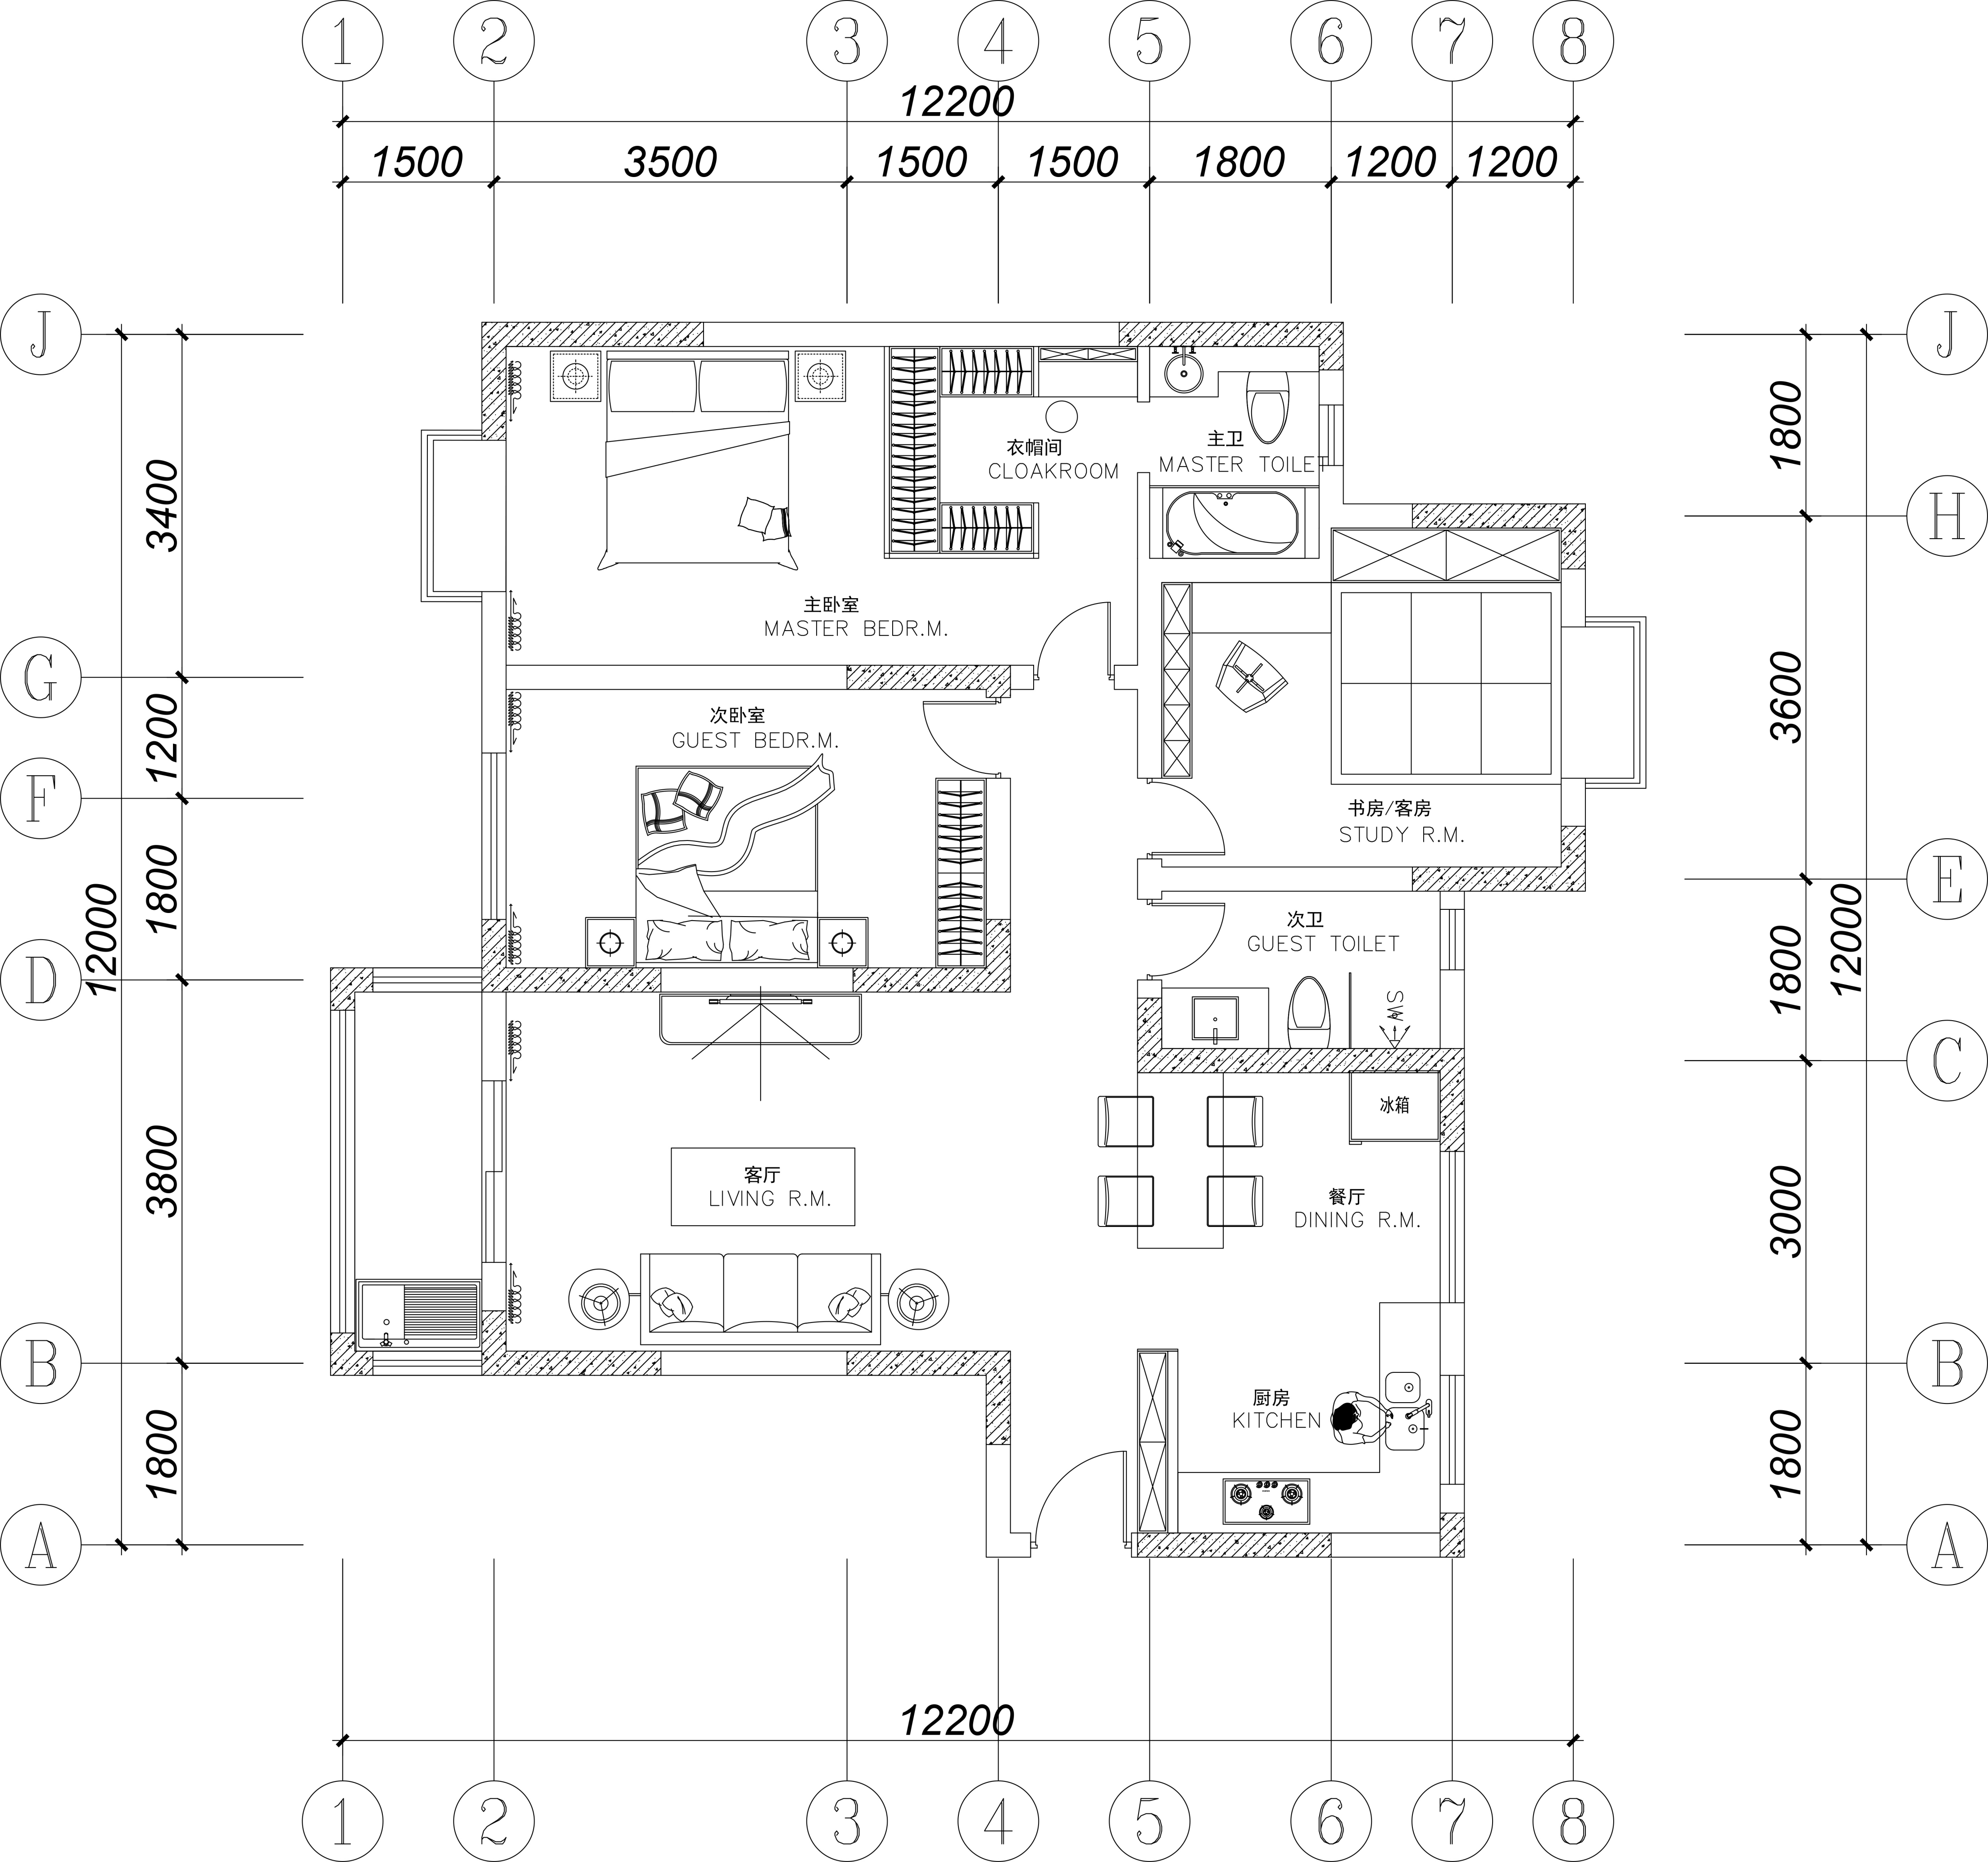 1 2 3 4 5 6 7 8
12200
1500 3500 1500 1500 1800 1200 1200
J
J
1800
3400
衣帽间
CLOAKROOM
主卫
MASTER TOILET
H
主卧室
MASTER BEDR.M.
G
3600
1200
次卧室
GUEST BEDR.M.
F
书房/客房
STUDY R.M.
E
1800
12000
12000
次卫
GUEST TOILET
1800
D
SW
C
冰箱
3800
客厅
LIVING R.M.
餐厅
DINING R.M.
3000
B
B
厨房
KITCHEN
1800
1800
A
A
12200
1 2 3 4 5 6 7 8